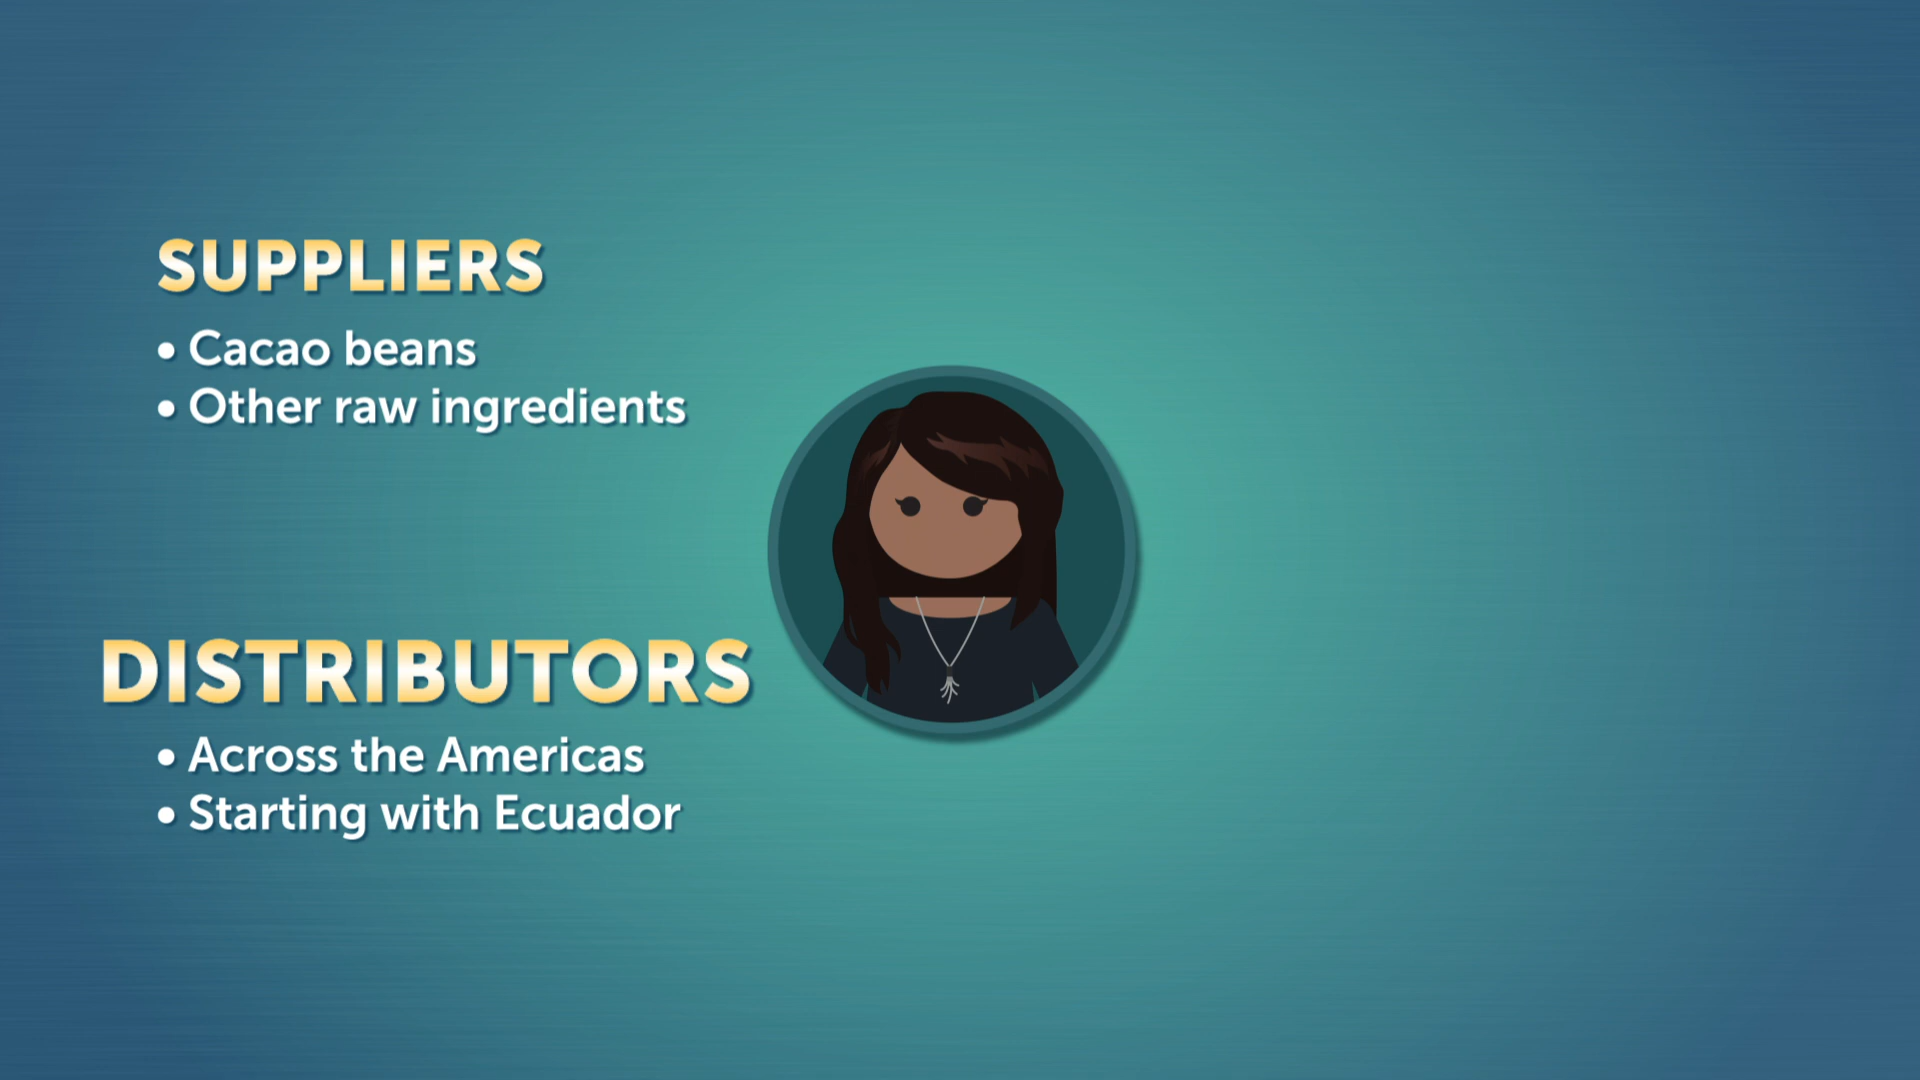 SUPPLIERS
• Cacao beans
• Other raw ingredients
DISTRIBUTORS
• Across the Americas
• Starting with Ecuador